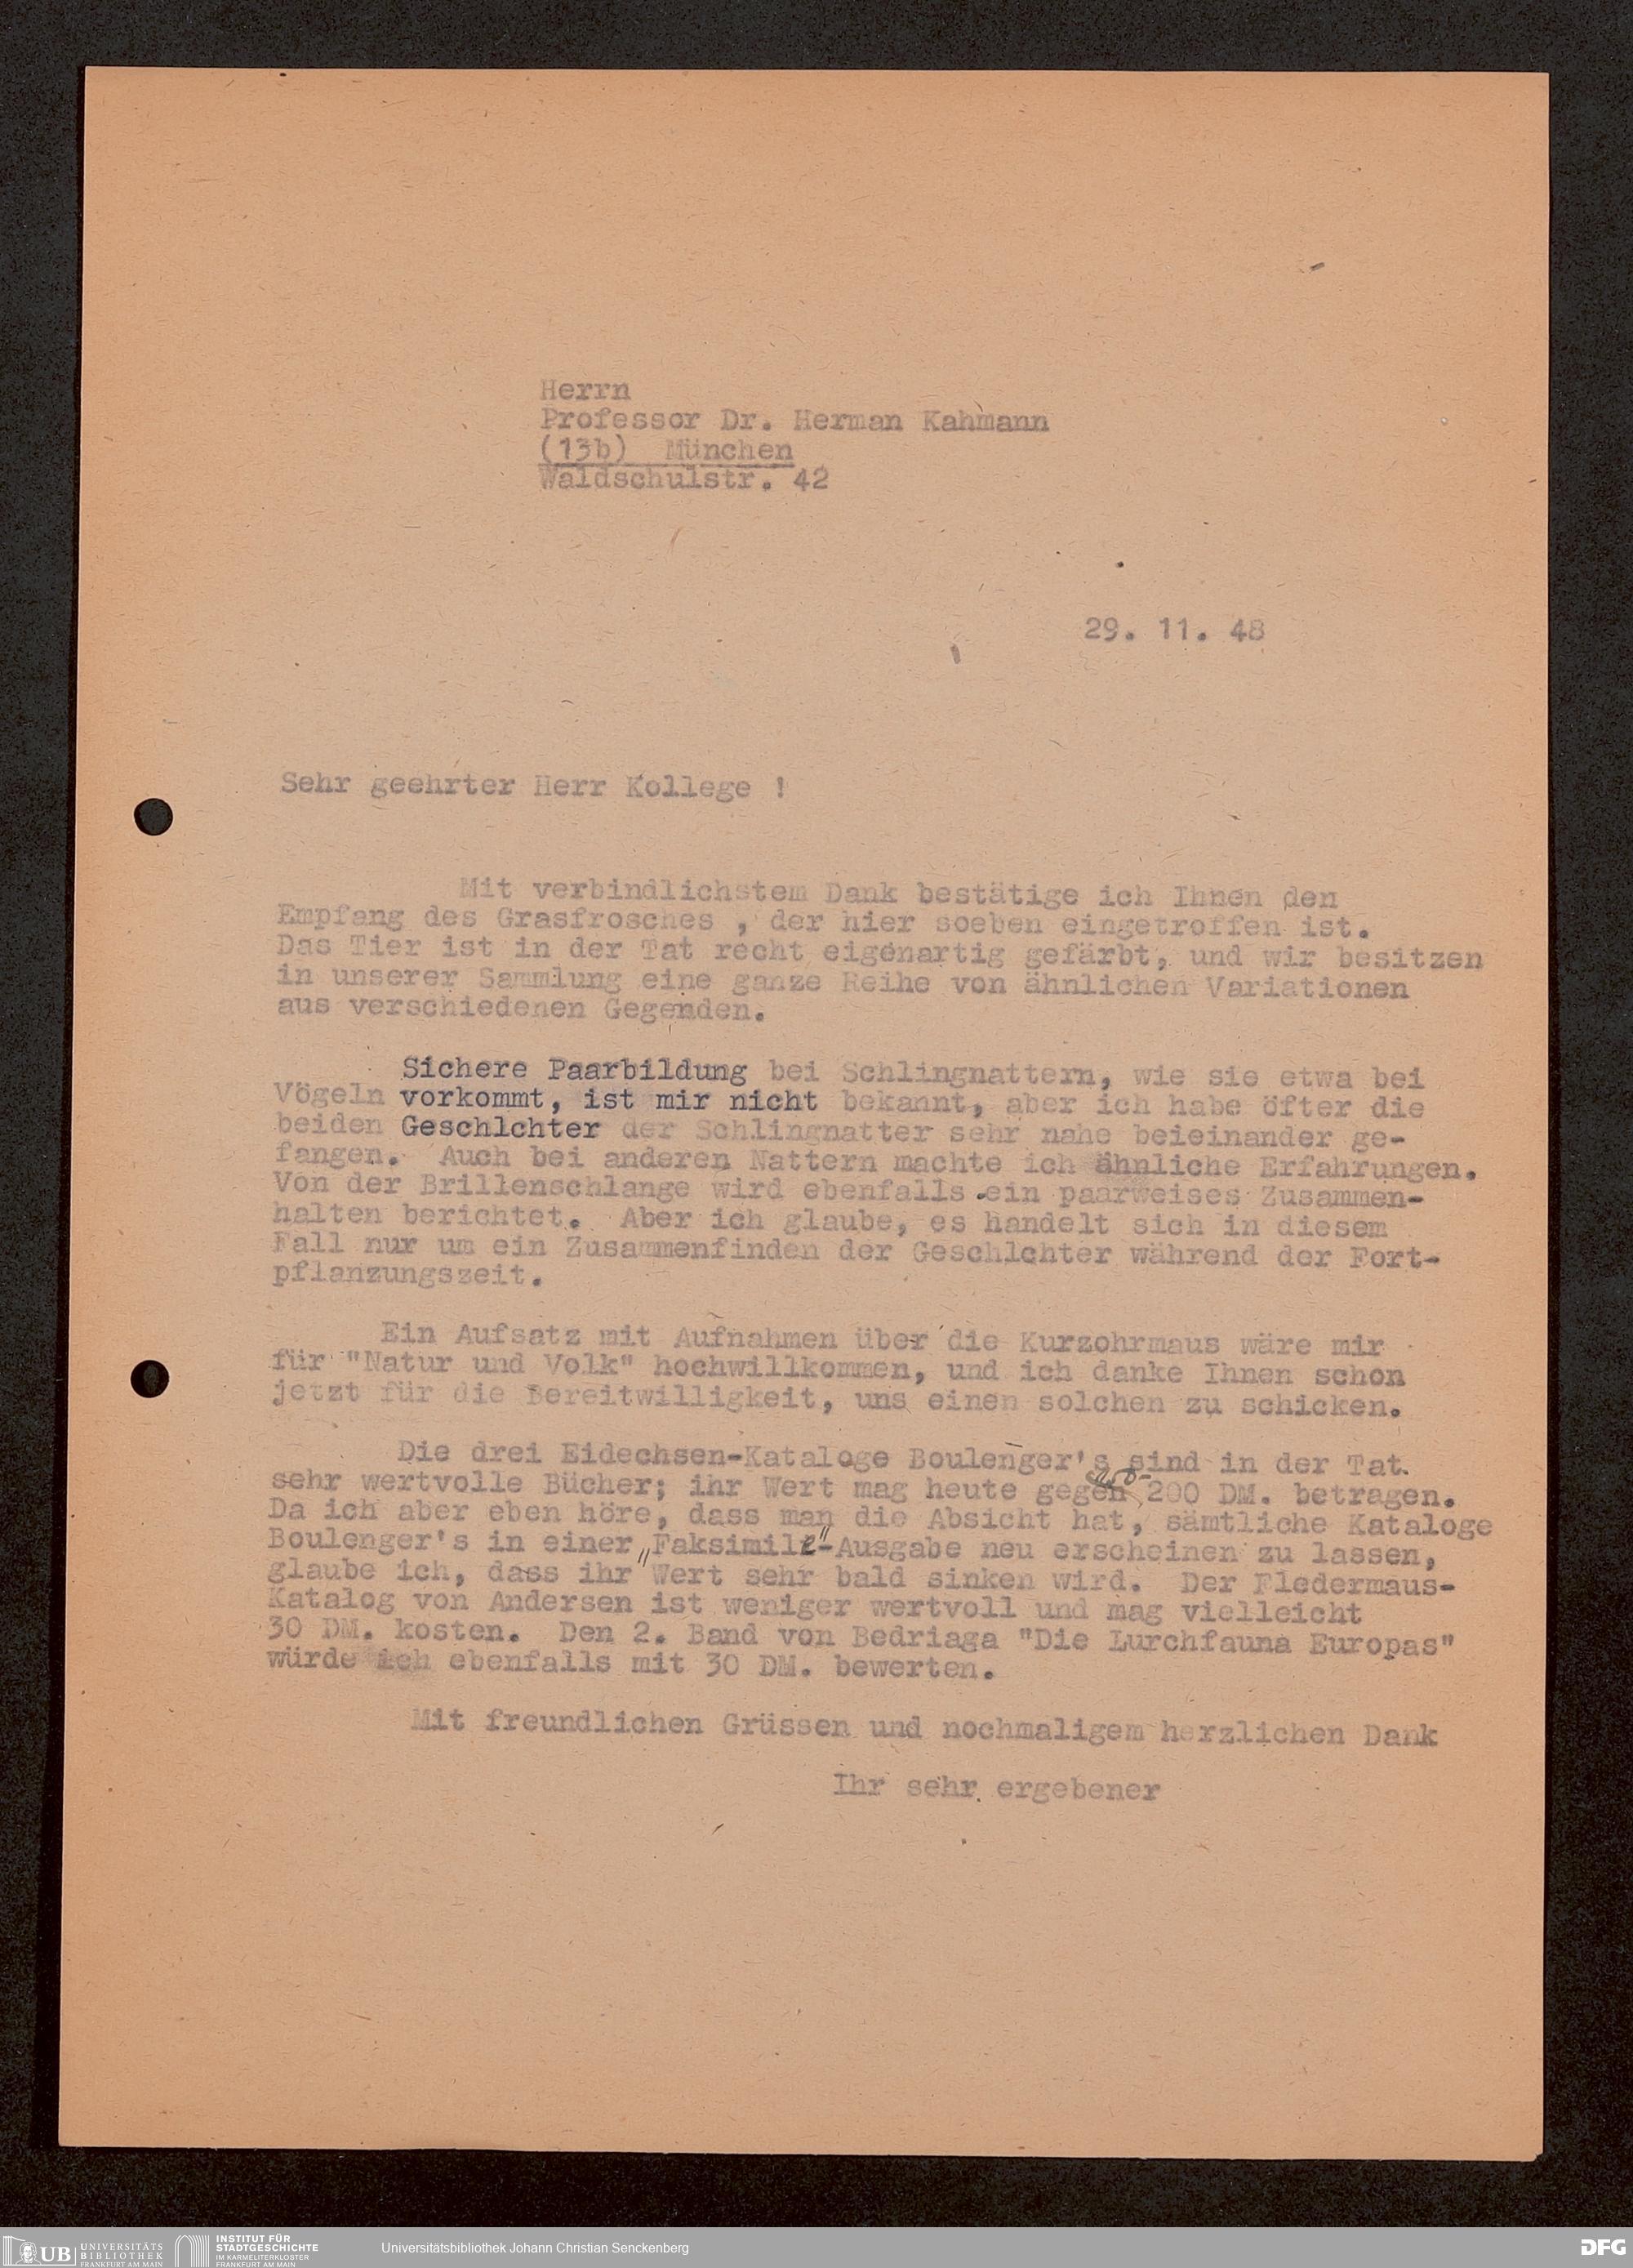 Herrn
Professor Dr. Herman Kahmann
(13b) München
Waldschulstr. 42
29. 11. 48
Sehr geehrter Herr Kollege !
Mit verbindlichstem Dank bestätige ich Ihnen den
Empfang des Grasfrosches , der hier soeben eingetroffen ist.
Das Tier ist in der Tat recht eigenartig gefärbt, und wir besitzen
in unserer Sammlung eine ganze Reihe von ähnlichen Variationen
aus verschiedenen Gegenden.
Sichere Paarbildung bei Schlingnattern, wie sie etwa bei
Vögeln vorkommt, ist mir nicht bekannt, aber ich habe öfter die
beiden Geschlchter der Schlingnatter sehr nahe beieinander ge-
fangen. Auch bei anderen Nattern machte ich ähnliche Erfahrungen.
Von der Brillenschlange wird ebenfalls ein paarweises Zusammen-
halten berichtet. Aber ich glaube, es handelt sich in diesem
Fall nur um ein Zusammenfinden der Geschlchter während der Fort-
pflanzungszeit.
Ein Aufsatz mit Aufnahmen über die Kurzohrmaus wäre mir
für "Natur und Volk" hochwillkommen, und ich danke Ihnen schon
jetzt für die Bereitwilligkeit, uns einen solchen zu schicken.
Die drei Eidechsen-Kataloge Boulenger's sind in der Tat
sehr wertvolle Bücher; ihr Wert mag heute gegen 200 DM. betragen.
Da ich aber eben höre, dass man die Absicht hat, sämtliche Kataloge
Boulenger's in einer „Faksimile"-Ausgabe neu erscheinen zu lassen,
glaube ich, dass ihr Wert sehr bald sinken wird. Der Fledermaus-
Katalog von Andersen ist weniger wertvoll und mag vielleicht
30 DM. kosten. Den 2. Band von Bedriaga "Die Lurchfauna Europas"
würde ich ebenfalls mit 30 DM. bewerten.
Mit freundlichen Grüssen und nochmaligem herzlichen Dank
Ihr sehr ergebener
UB UNIVERSITÄTS
BIBLIOTHEK
FRANKFURT AM MAIN
INSTITUT FÜR
STADTGESCHICHTE
IM KARMELITERKLOSTER
FRANKFURT AM MAIN
Universitätsbibliothek Johann Christian Senckenberg
DFG